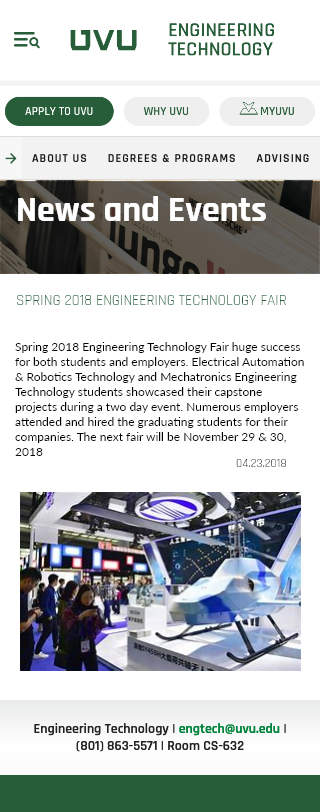 UVU
ENGINEERING
TECHNOLOGY
APPLY TO UVU
WHY UVU
MYUVU
ABOUT US
DEGREES & PROGRAMS
ADVISING
News and Events
SPRING 2018 ENGINEERING TECHNOLOGY FAIR
Spring 2018 Engineering Technology Fair huge success
for both students and employers. Electrical Automation
& Robotics Technology and Mechatronics Engineering
Technology students showcased their capstone
projects during a two day event. Numerous employers
attended and hired the graduating students for their
companies. The next fair will be November 29 & 30,
2018
04.23.2018
Engineering Technology | engtech@uvu.edu |
(801) 863-5571 | Room CS-632